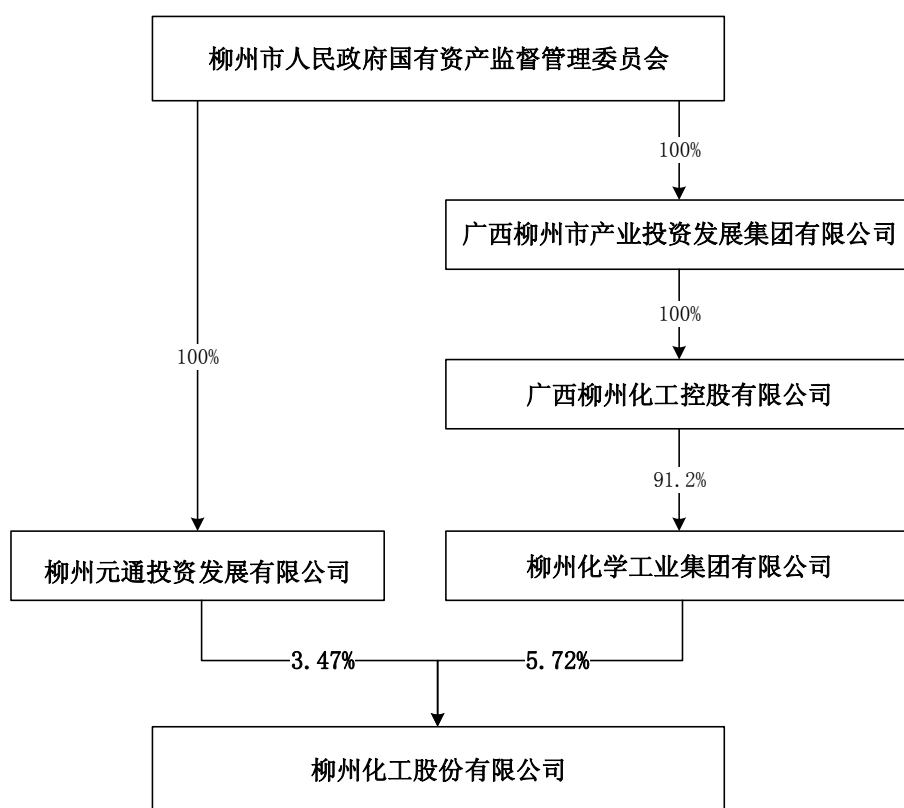 柳州市人民政府国有资产监督管理委员会
100%
广西柳州市产业投资发展集团有限公司
100%
100%
广西柳州化工控股有限公司
91.2%
柳州元通投资发展有限公司
柳州化学工业集团有限公司
3.47%
5.72%
柳州化工股份有限公司